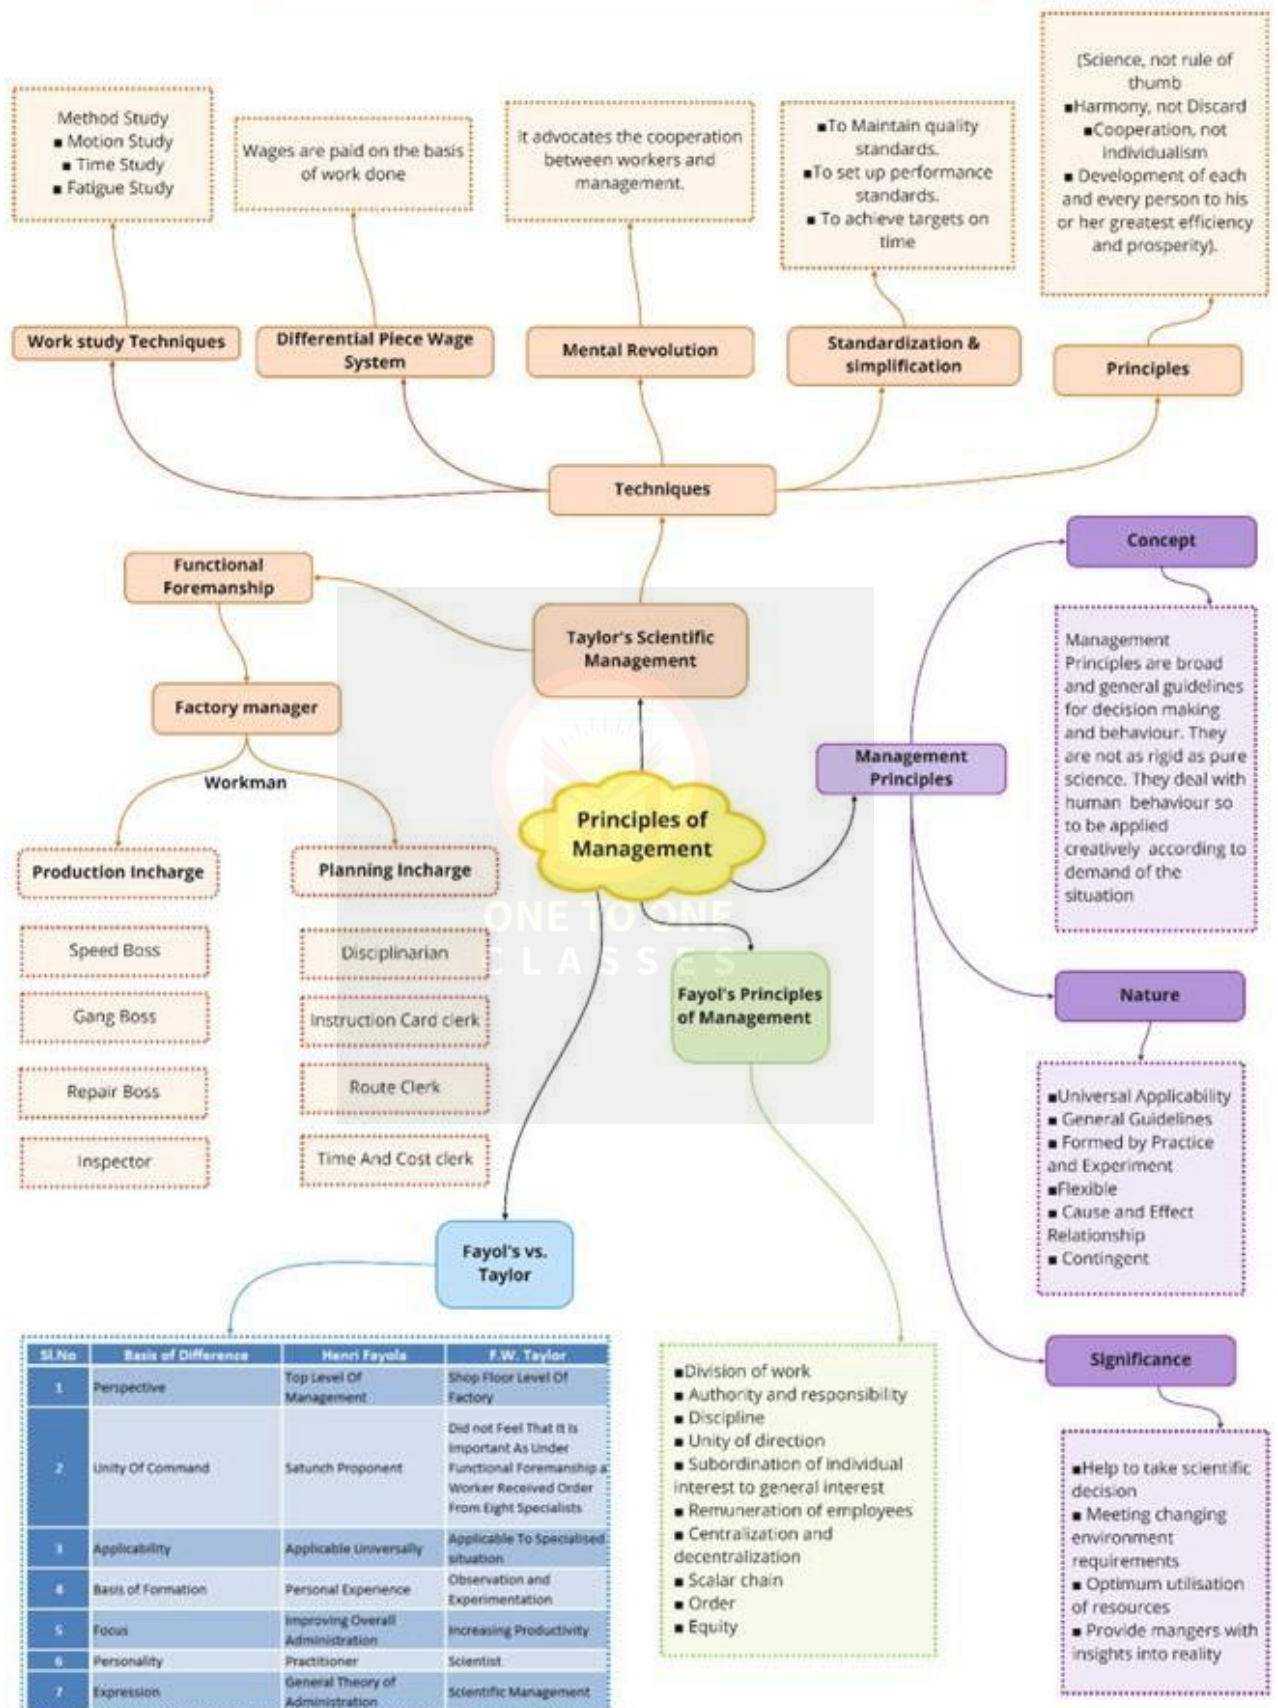 (Science, not rule of
thumb
■Harmony, not Discard
■Cooperation, not
individualism
■ Development of each
and every person to his
or her greatest efficiency
and prosperity).
Method Study
■ Motion Study
■ Time Study
■ Fatigue Study
Wages are paid on the basis
of work done
It advocates the cooperation
between workers and
management.
■To Maintain quality
standards.
■To set up performance
standards.
■ To achieve targets on
time
Work study Techniques
Differential Piece Wage
System
Mental Revolution
Standardization &
simplification
Principles
Techniques
Functional
Foremanship
Taylor's Scientific
Management
Factory manager
Workman
Production Incharge
Planning Incharge
Speed Boss
Gang Boss
Repair Boss
Inspector
Disciplinarian
Instruction Card clerk
Route Clerk
Time And Cost clerk
Principles of
Management
ONE TO ONE
CLASSES
Management
Principles
Concept
Management
Principles are broad
and general guidelines
for decision making
and behaviour. They
are not as rigid as pure
science. They deal with
human behaviour so
to be applied
creatively according to
demand of the
situation
Nature
■Universal Applicability
■ General Guidelines
■ Formed by Practice
and Experiment
■Flexible
■ Cause and Effect
Relationship
■ Contingent
Significance
■Help to take scientific
decision
■ Meeting changing
environment
requirements
■ Optimum utilisation
of resources
■ Provide mangers with
insights into reality
Fayol's Principles
of Management
■Division of work
■ Authority and responsibility
■ Discipline
■ Unity of direction
■ Subordination of individual
interest to general interest
■ Remuneration of employees
■ Centralization and
decentralization
■ Scalar chain
■ Order
■ Equity
Fayol's vs.
Taylor
Sl.No Basis of Difference Henri Fayola F.W. Taylor
1 Perspective Top Level Of
Management Shop Floor Level Of
Factory
2 Unity Of Command Satunch Proponent Did not Feel That It Is
Important As Under
Functional Foremanship a
Worker Received Order
From Eight Specialists
3 Applicability Applicable Universally Applicable To Specialised
situation
4 Basis of Formation Personal Experience Observation and
Experimentation
5 Focus Improving Overall
Administration Increasing Productivity
6 Personality Practitioner Scientist
7 Expression General Theory of
Administration Scientific Management